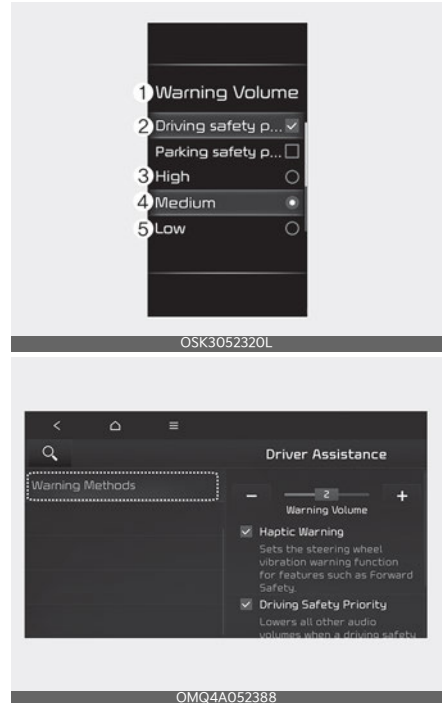 1 Warning Volume
2 Driving safety p...
Parking safety p...
3 High
4 Medium
5 Low
OSK3052320L
Driver Assistance
Warning Methods
2
Warning Volume
Haptic Warning
Sets the steering wheel
vibration warning function
for features such as Forward
Safety.
Driving Safety Priority
Lowers all other audio
volumes when a driving safety
OMQ4A052388